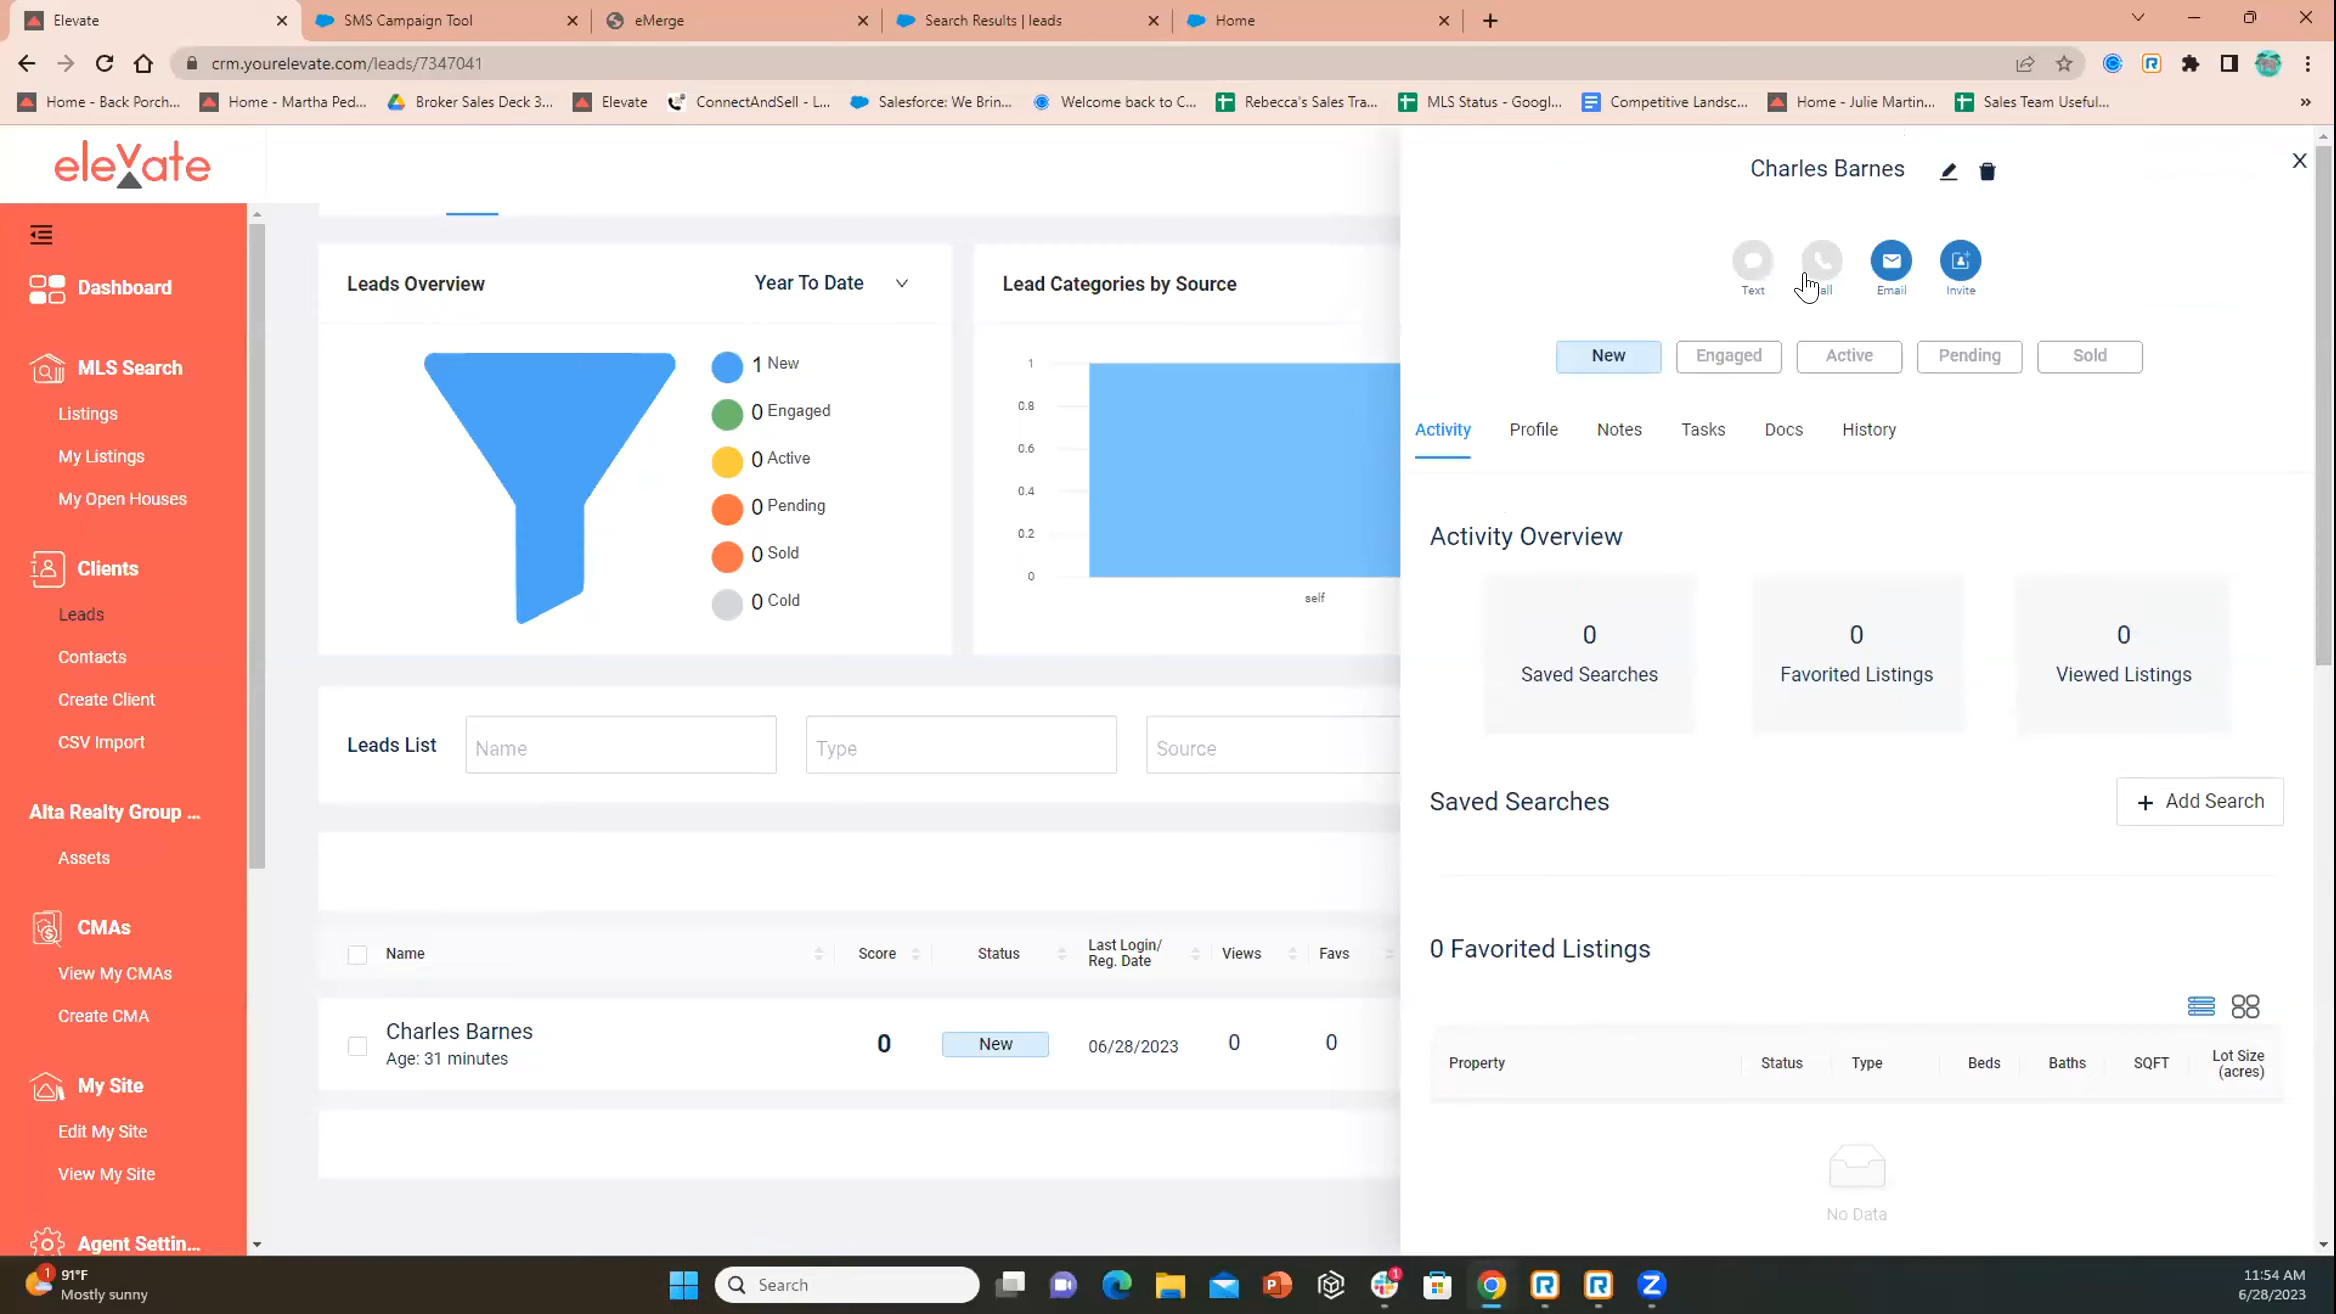 Elevate
SMS Campaign Tool
eMerge
Search Results | leads
Home
crm.yourelevate.com/leads/7347041
Home - Back Porch...
Home - Martha Ped...
Broker Sales Deck 3...
Elevate
ConnectAndSell - L...
Salesforce: We Brin...
Welcome back to C...
Rebecca's Sales Tra...
MLS Status - Googl...
Competitive Landsc...
Home - Julie Martin...
Sales Team Useful...
elevate
Dashboard
MLS Search
Listings
My Listings
My Open Houses
Clients
Leads
Contacts
Create Client
CSV Import
Alta Realty Group ...
Assets
CMAs
View My CMAs
Create CMA
My Site
Edit My Site
View My Site
Agent Settin...
Leads Overview
Year To Date
1 New
0 Engaged
0 Active
0 Pending
0 Sold
0 Cold
Lead Categories by Source
1
0.8
0.6
0.4
0.2
0
self
Leads List
Name
Type
Source
Name
Score
Status
Last Login/
Reg. Date
Views
Favs
Charles Barnes
Age: 31 minutes
0
New
06/28/2023
0
0
Charles Barnes
X
Text
all
Email
Invite
New
Engaged
Active
Pending
Sold
Activity
Profile
Notes
Tasks
Docs
History
Activity Overview
0
Saved Searches
0
Favorited Listings
0
Viewed Listings
Saved Searches
+ Add Search
0 Favorited Listings
Property
Status
Type
Beds
Baths
SQFT
Lot Size
(acres)
No Data
1
91°F
Mostly sunny
Search
1
11:54 AM
6/28/2023